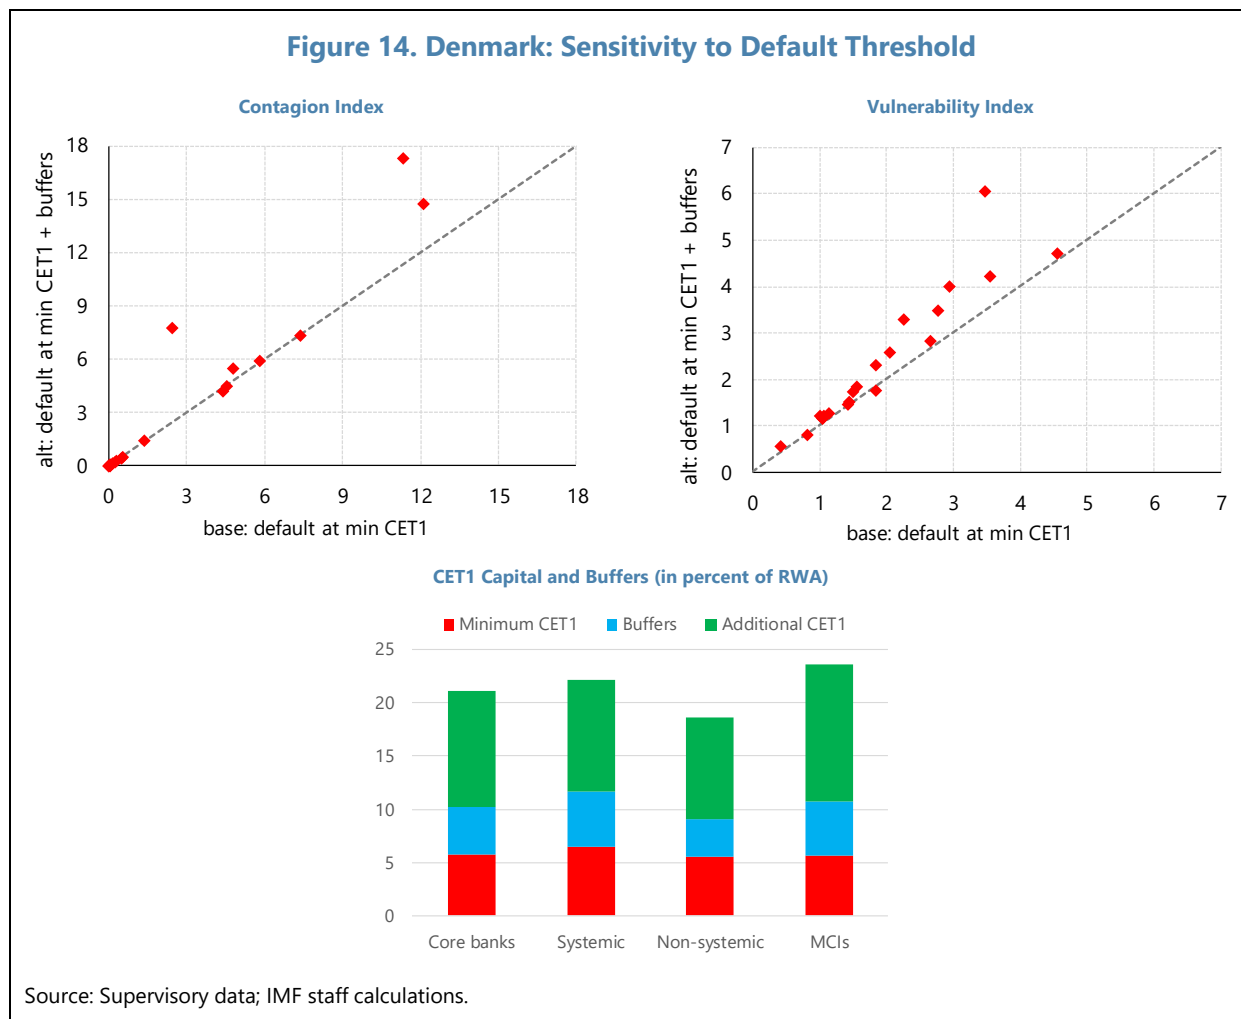 Figure 14. Denmark: Sensitivity to Default Threshold
Contagion Index
alt: default at min CET1 + buffers
18
15
12
9
6
3
0
0 3 6 9 12 15 18
base: default at min CET1
Vulnerability Index
alt: default at min CET1 + buffers
7
6
5
4
3
2
1
0
0 1 2 3 4 5 6 7
base: default at min CET1
CET1 Capital and Buffers (in percent of RWA)
Minimum CET1 Buffers Additional CET1
25
20
15
10
5
0
Core banks Systemic Non-systemic MCIs
Source: Supervisory data; IMF staff calculations.